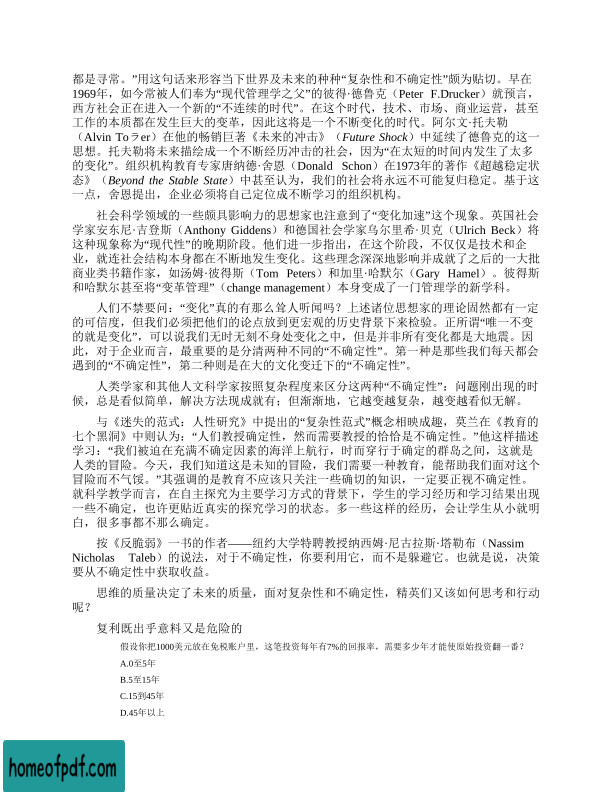 都是寻常。”用这句话来形容当下世界及未来的种种“复杂性和不确定性”颇为贴切。早在
1969年，如今常被人们奉为“现代管理学之父”的彼得·德鲁克（Peter F.Drucker）就预言，
西方社会正在进入一个新的“不连续的时代”。在这个时代，技术、市场、商业运营，甚至
工作的本质都在发生巨大的变革，因此这将是一个不断变化的时代。阿尔文·托夫勒
（Alvin Toラer）在他的畅销巨著《未来的冲击》（Future Shock）中延续了德鲁克的这一
思想。托夫勒将未来描绘成一个不断经历冲击的社会，因为“在太短的时间内发生了太多
的变化”。组织机构教育专家唐纳德·舍恩（Donald Schon）在1973年的著作《超越稳定状
态》（Beyond the Stable State）中甚至认为，我们的社会将永远不可能复归稳定。基于这
一点，舍恩提出，企业必须将自己定位成不断学习的组织机构。
社会科学领域的一些颇具影响力的思想家也注意到了“变化加速”这个现象。英国社会
学家安东尼·吉登斯（Anthony Giddens）和德国社会学家乌尔里希·贝克（Ulrich Beck）将
这种现象称为“现代性”的晚期阶段。他们进一步指出，在这个阶段，不仅仅是技术和企
业，就连社会结构本身都在不断地发生变化。这些理念深深地影响并成就了之后的一大批
商业类书籍作家，如汤姆·彼得斯（Tom Peters）和加里·哈默尔（Gary Hamel）。彼得斯
和哈默尔甚至将“变革管理”（change management）本身变成了一门管理学的新学科。
人们不禁要问：“变化”真的有那么耸人听闻吗？上述诸位思想家的理论固然都有一定
的可信度，但我们必须把他们的论点放到更宏观的历史背景下来检验。正所谓“唯一不变
的就是变化”，可以说我们无时无刻不身处变化之中，但是并非所有变化都是大地震。因
此，对于企业而言，最重要的是分清两种不同的“不确定性”。第一种是那些我们每天都会
遇到的“不确定性”，第二种则是在大的文化变迁下的“不确定性”。
人类学家和其他人文科学家按照复杂程度来区分这两种“不确定性”：问题刚出现的时
候，总是看似简单，解决方法现成就有；但渐渐地，它越变越复杂，越变越看似无解。
与《迷失的范式：人性研究》中提出的“复杂性范式”概念相映成趣，莫兰在《教育的
七个黑洞》中则认为：“人们教授确定性，然而需要教授的恰恰是不确定性。”他这样描述
学习：“我们被迫在充满不确定因素的海洋上航行，时而穿行于确定的群岛之间，这就是
人类的冒险。今天，我们知道这是未知的冒险，我们需要一种教育，能帮助我们面对这个
冒险而不气馁。”其强调的是教育不应该只关注一些确切的知识，一定要正视不确定性。
就科学教学而言，在自主探究为主要学习方式的背景下，学生的学习经历和学习结果出现
一些不确定，也许更贴近真实的探究学习的状态。多一些这样的经历，会让学生从小就明
白，很多事都不那么确定。
按《反脆弱》一书的作者——纽约大学特聘教授纳西姆·尼古拉斯·塔勒布（Nassim
Nicholas Taleb）的说法，对于不确定性，你要利用它，而不是躲避它。也就是说，决策
要从不确定性中获取收益。
思维的质量决定了未来的质量，面对复杂性和不确定性，精英们又该如何思考和行动
呢？
复利既出乎意料又是危险的
假设你把1000美元放在免税账户里，这笔投资每年有7%的回报率，需要多少年才能使原始投资翻一番？
A.0至5年
B.5至15年
C.15到45年
D.45年以上
homeofpdf.com